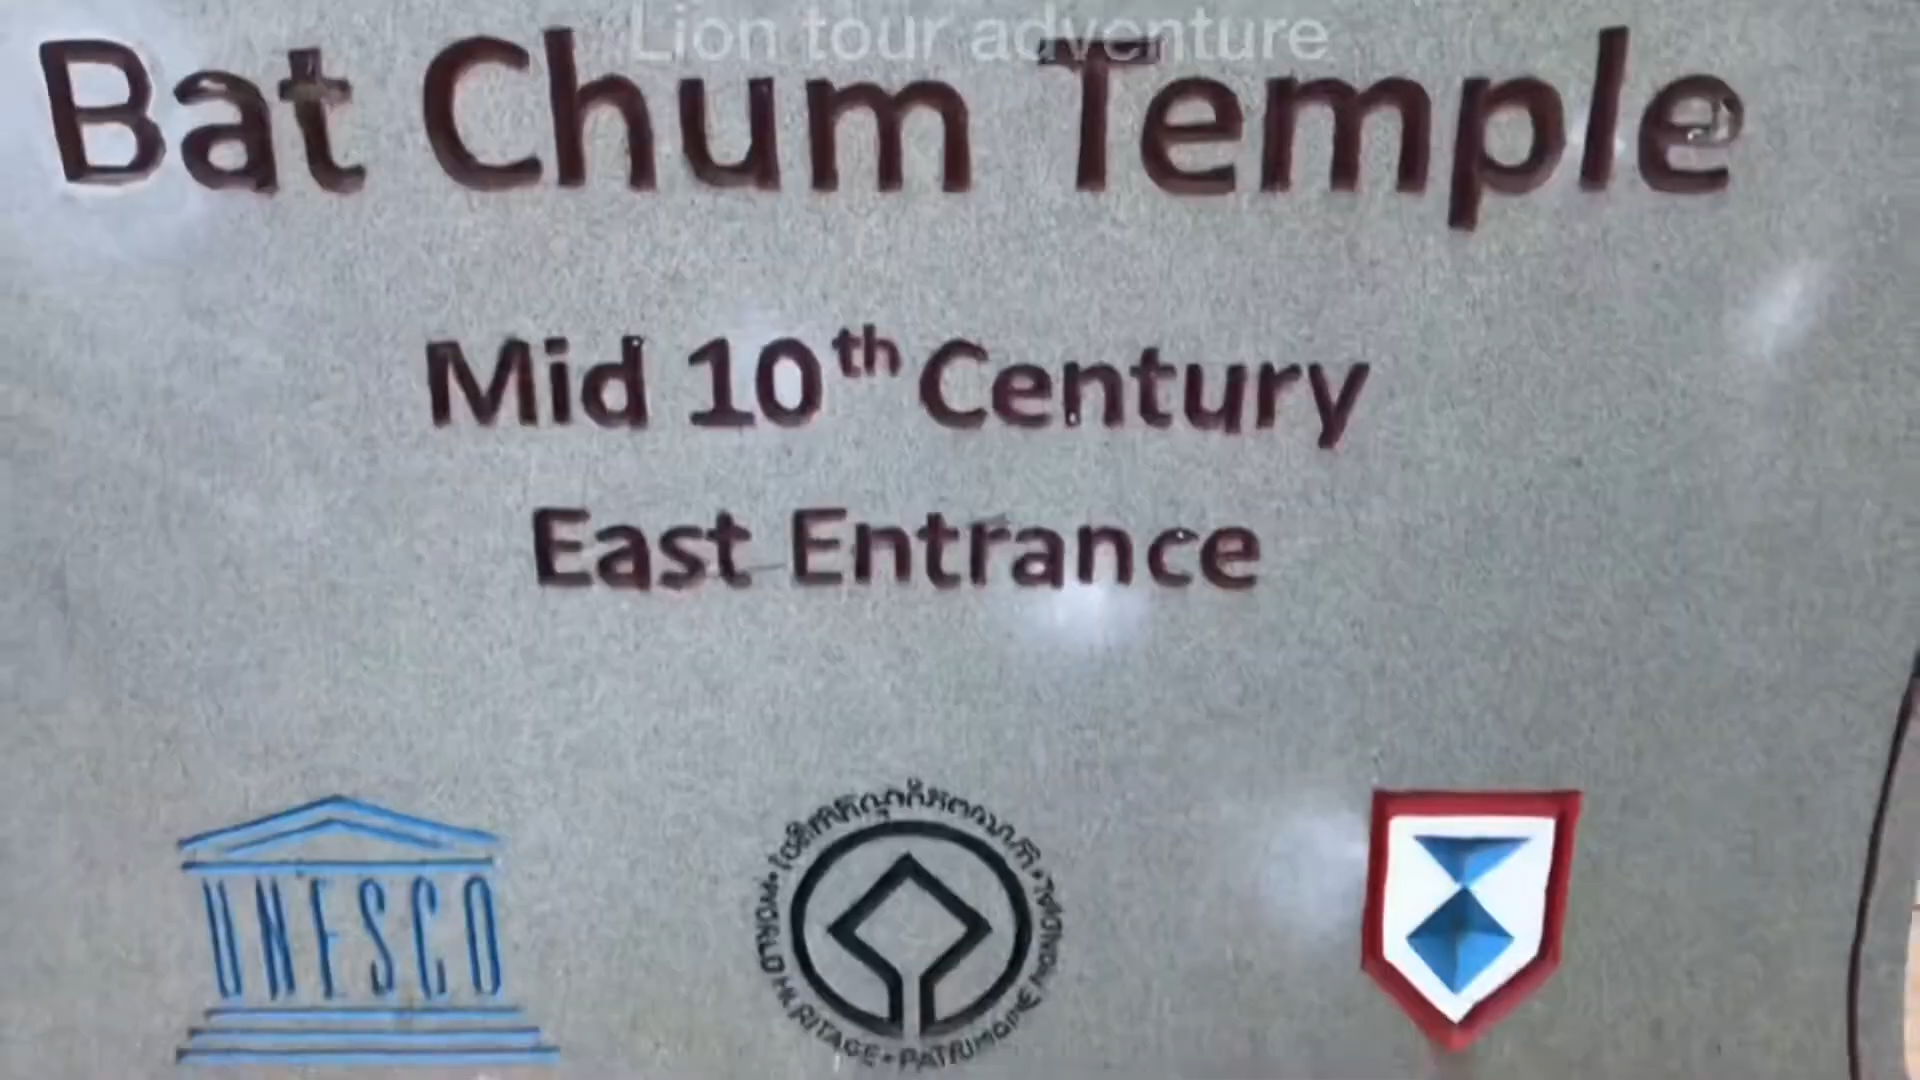 Lion tour adventure
Bat Chum Temple
Mid 10th Century
East Entrance
UNESCO
WORLD HERITAGE • PATRIMOINE MONDIAL •